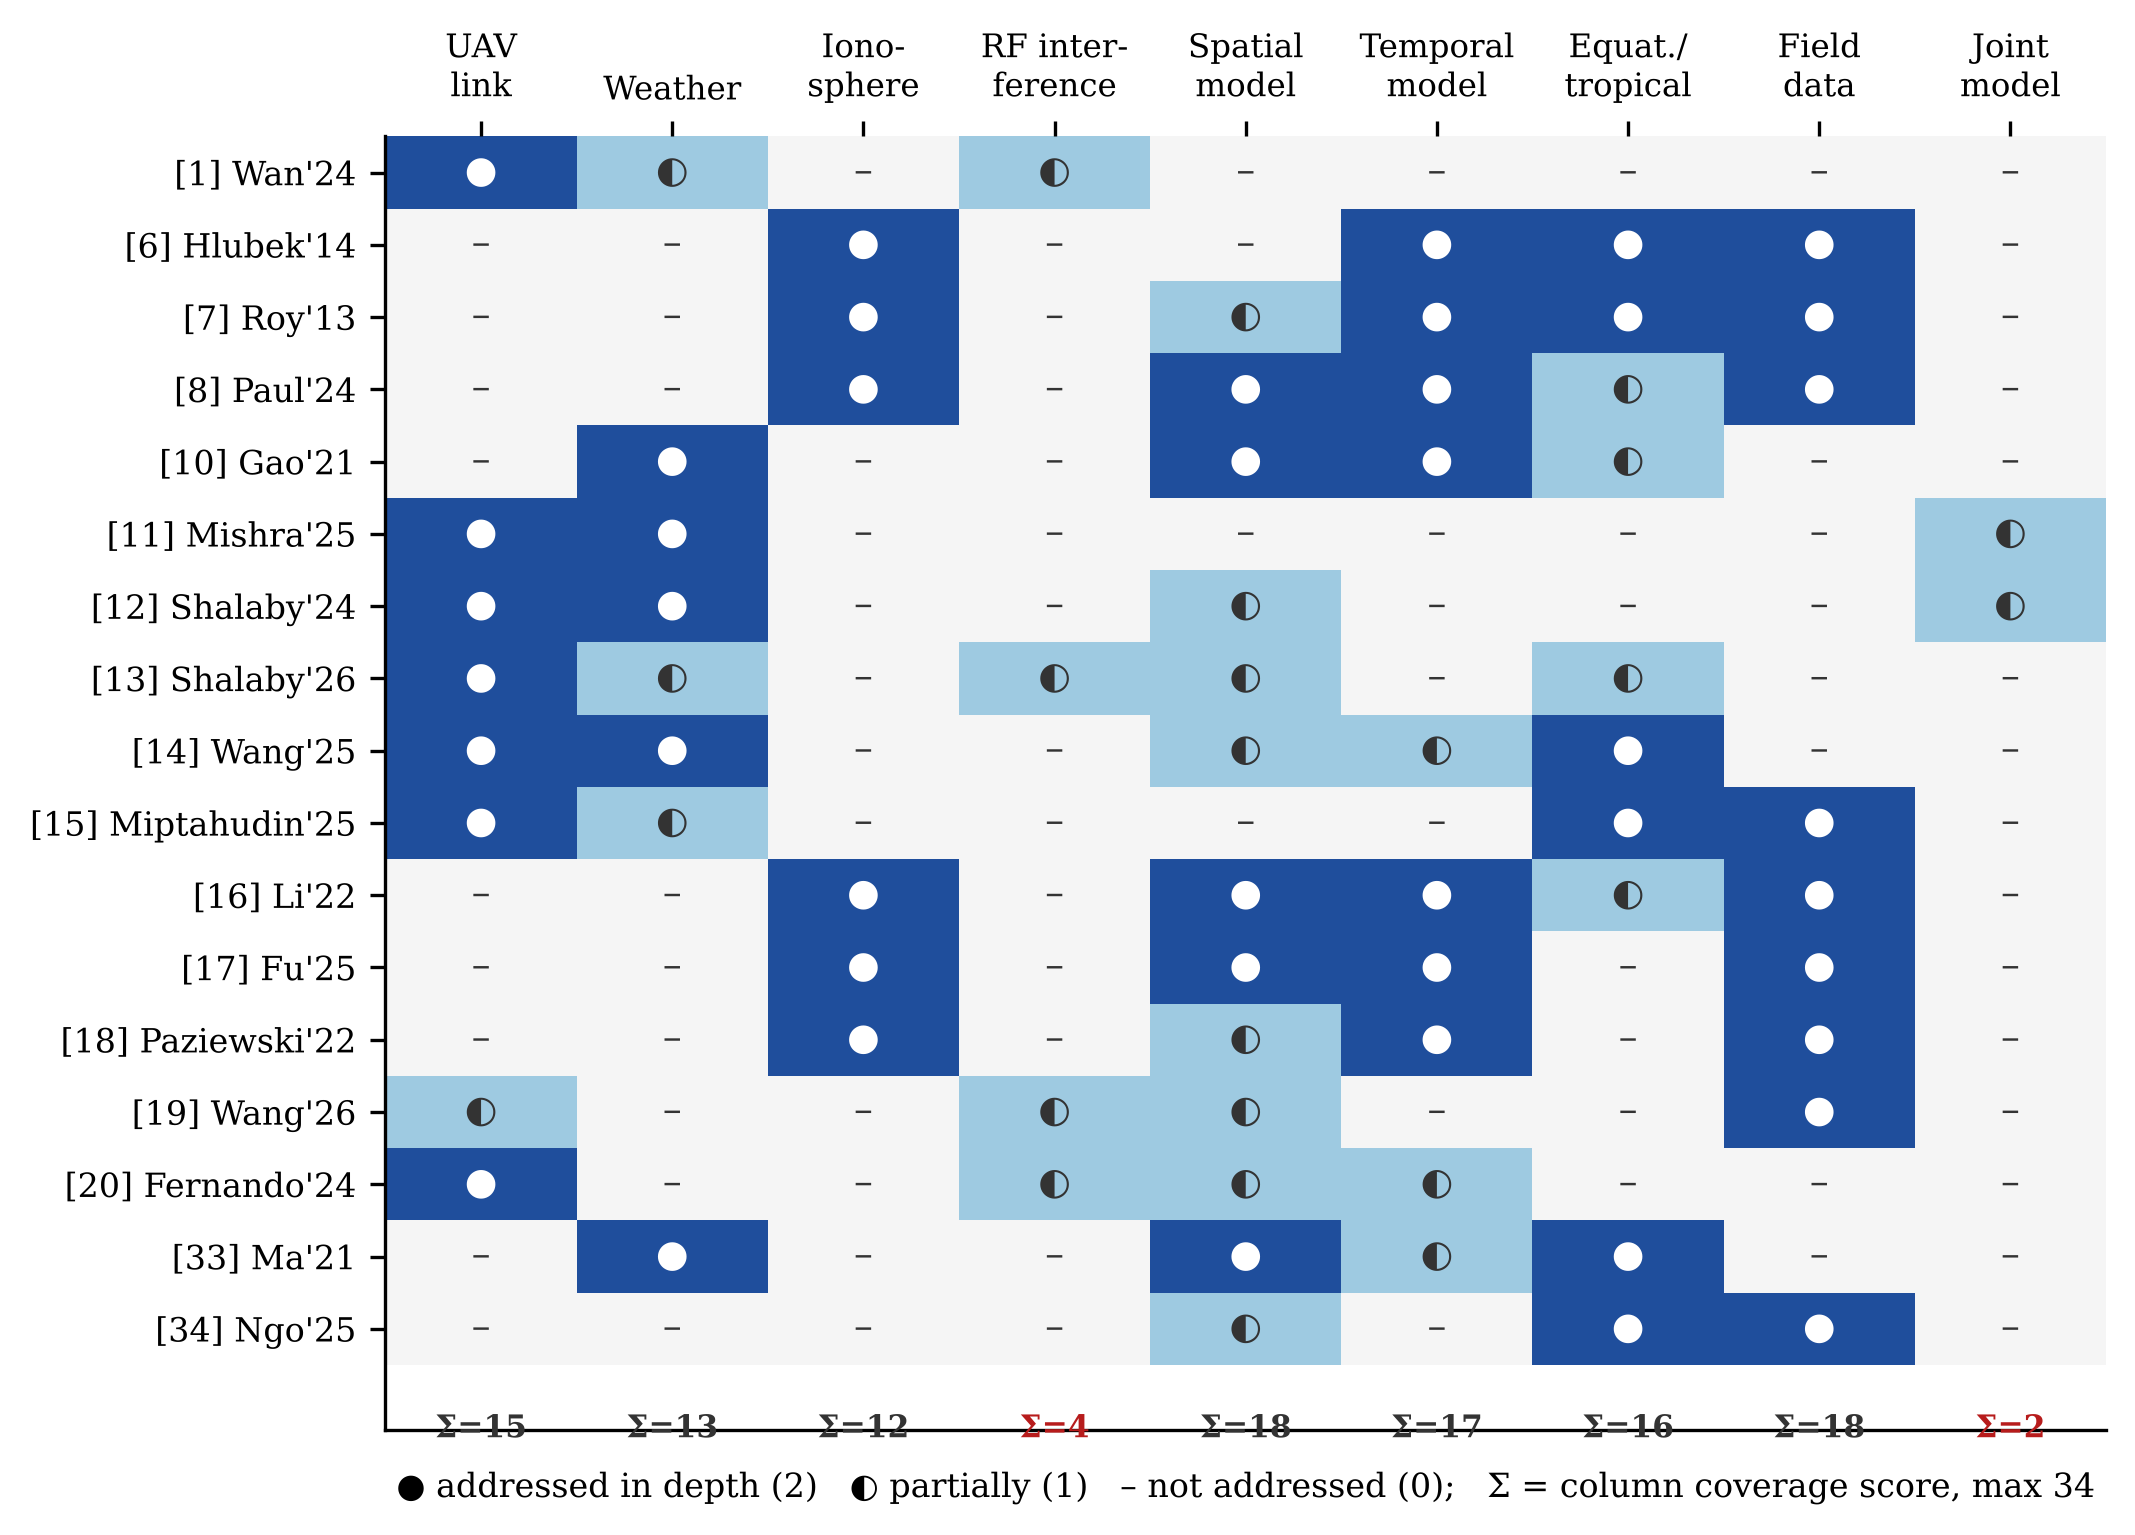 UAV link
Weather
Iono-sphere
RF inter-ference
Spatial model
Temporal model
Equat./ tropical
Field data
Joint model
[1] Wan'24 ● ◐ – ◐ – – – – –
[6] Hlubek'14 – – ● – – ● ● ● –
[7] Roy'13 – – ● – ◐ ● ● ● –
[8] Paul'24 – – ● – ● ● ◐ ● –
[10] Gao'21 – ● – – ● ● ◐ – –
[11] Mishra'25 ● ● – – – – – – ◐
[12] Shalaby'24 ● ● – – ◐ – – – ◐
[13] Shalaby'26 ● ◐ – ◐ ◐ – ◐ – –
[14] Wang'25 ● ● – – ◐ ◐ ● – –
[15] Miptahudin'25 ● ◐ – – – – ● ● –
[16] Li'22 – – ● – ● ● ◐ ● –
[17] Fu'25 – – ● – ● ● – ● –
[18] Paziewski'22 – – ● – ◐ ● – ● –
[19] Wang'26 ◐ – – ◐ ◐ – – ● –
[20] Fernando'24 ● – – ◐ ◐ ◐ – – –
[33] Ma'21 – ● – – ● ◐ ● – –
[34] Ngo'25 – – – – ◐ – ● ● –
Σ=15 Σ=13 Σ=12 Σ=4 Σ=18 Σ=17 Σ=16 Σ=18 Σ=2
● addressed in depth (2) ◐ partially (1) – not addressed (0); Σ = column coverage score, max 34